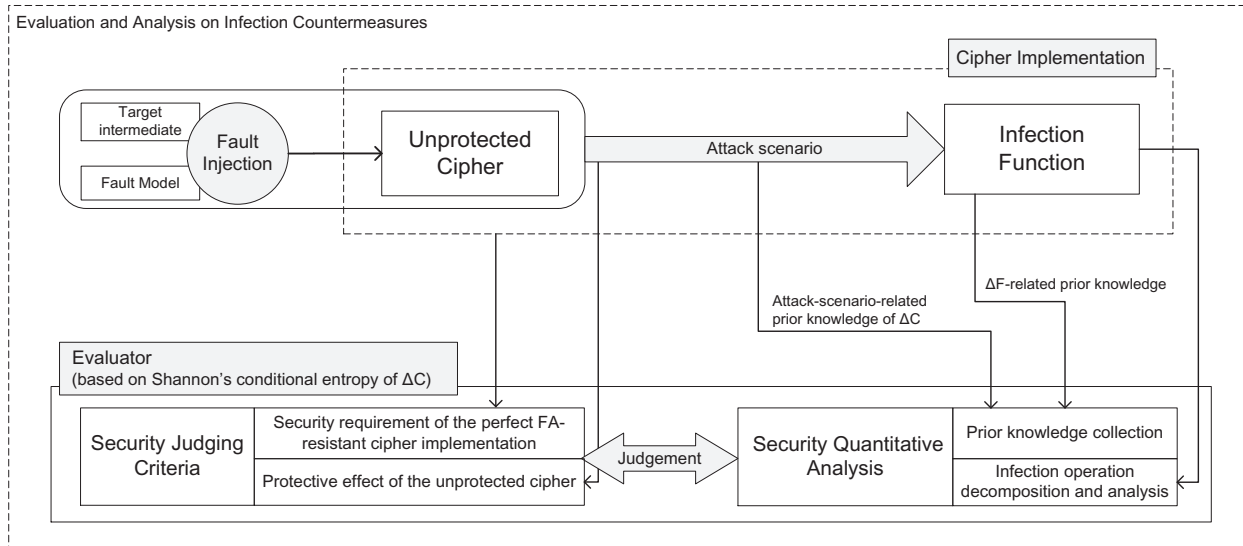 Evaluation and Analysis on Infection Countermeasures
Cipher Implementation
Target
intermediate
Fault Model
Fault
Injection
Unprotected
Cipher
Attack scenario
Infection
Function
Attack-scenario-related
prior knowledge of ΔC
ΔF-related prior knowledge
Evaluator
(based on Shannon's conditional entropy of ΔC)
Security Judging
Criteria
Security requirement of the perfect FA-
resistant cipher implementation
Protective effect of the unprotected cipher
Judgement
Security Quantitative
Analysis
Prior knowledge collection
Infection operation
decomposition and analysis